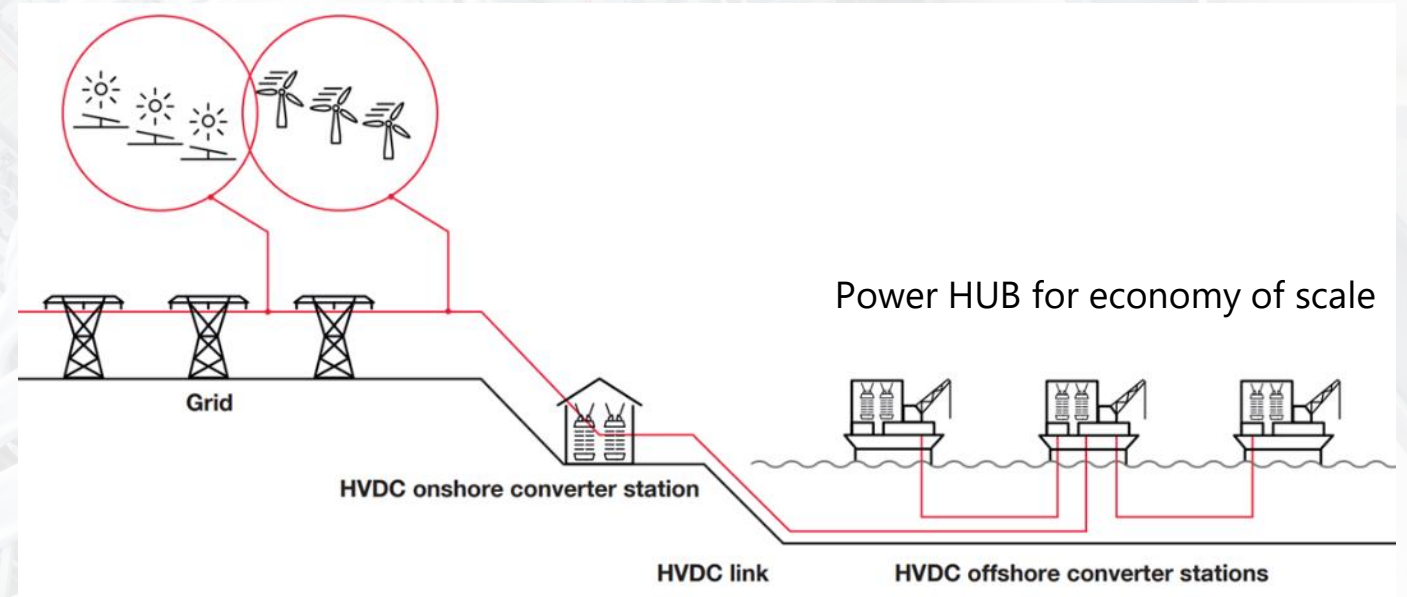 Power HUB for economy of scale
Grid
HVDC onshore converter station
HVDC link
HVDC offshore converter stations